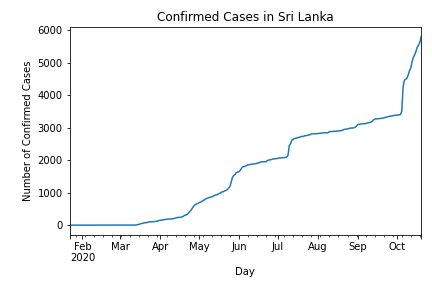 Confirmed Cases in Sri Lanka
Number of Confirmed Cases
6000
5000
4000
3000
2000
1000
0
Feb Mar Apr May Jun Jul Aug Sep Oct
2020
Day